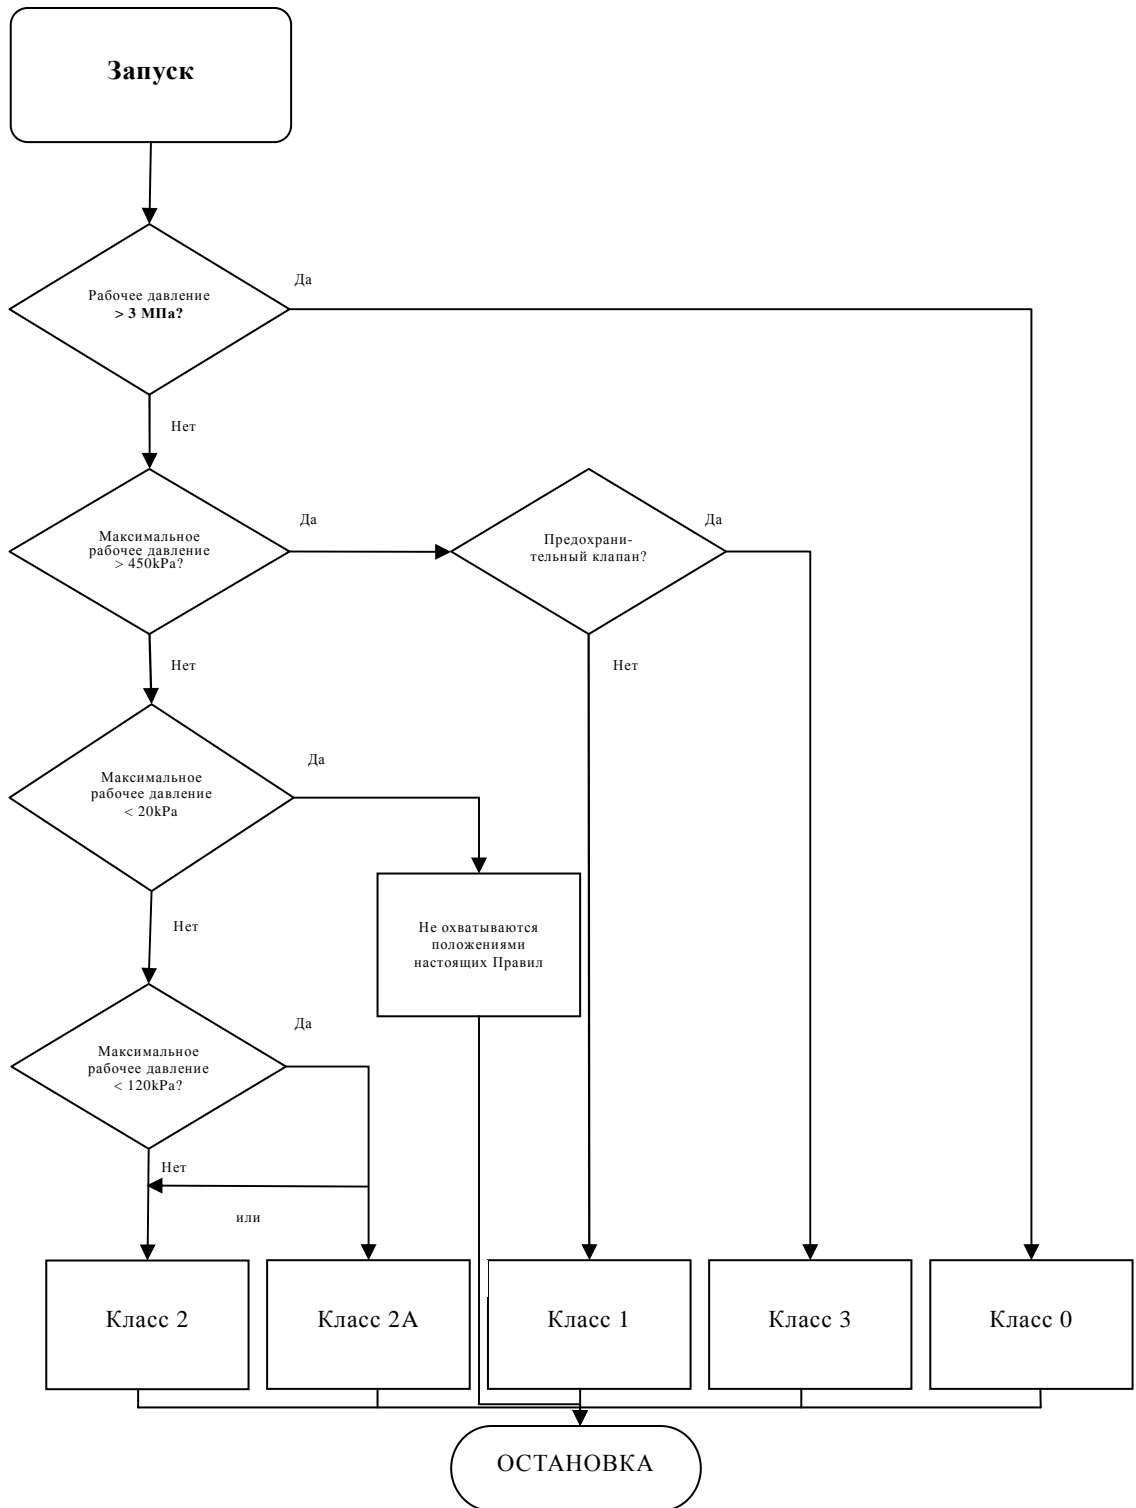 Запуск
Да
Рабочее давление
> 3 МПа?
Нет
Да
Да
Максимальное
рабочее давление
> 450kPa?
Предохрани-
тельный клапан?
Нет
Нет
Да
Максимальное
рабочее давление
< 20kPa
Нет
Не охватываются
положениями
настоящих Правил
Да
Максимальное
рабочее давление
< 120kPa?
Нет
или
Класс 2
Класс 2А
Класс 1
Класс 3
Класс 0
ОСТАНОВКА